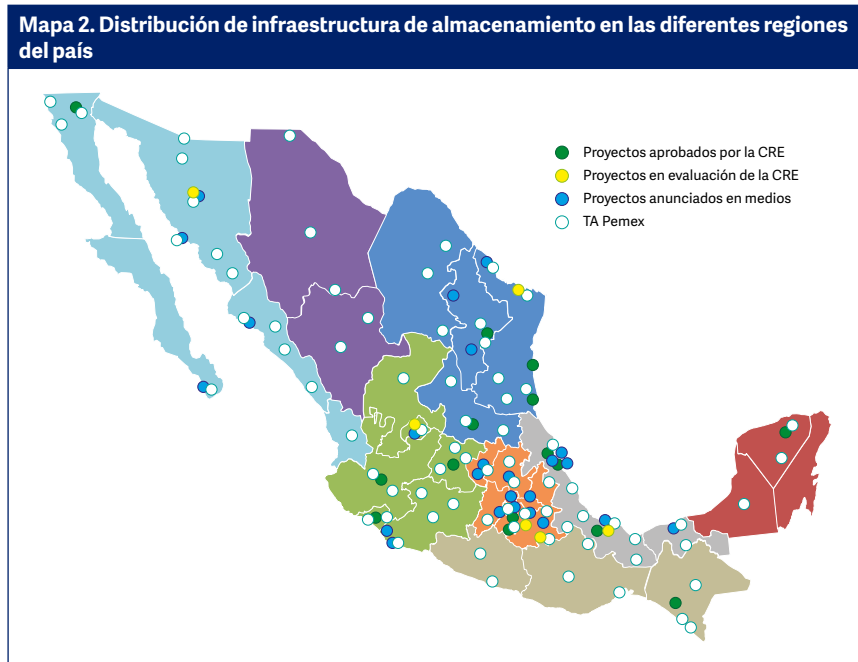 Mapa 2. Distribución de infraestructura de almacenamiento en las diferentes regiones
del país
Proyectos aprobados por la CRE
Proyectos en evaluación de la CRE
Proyectos anunciados en medios
TA Pemex